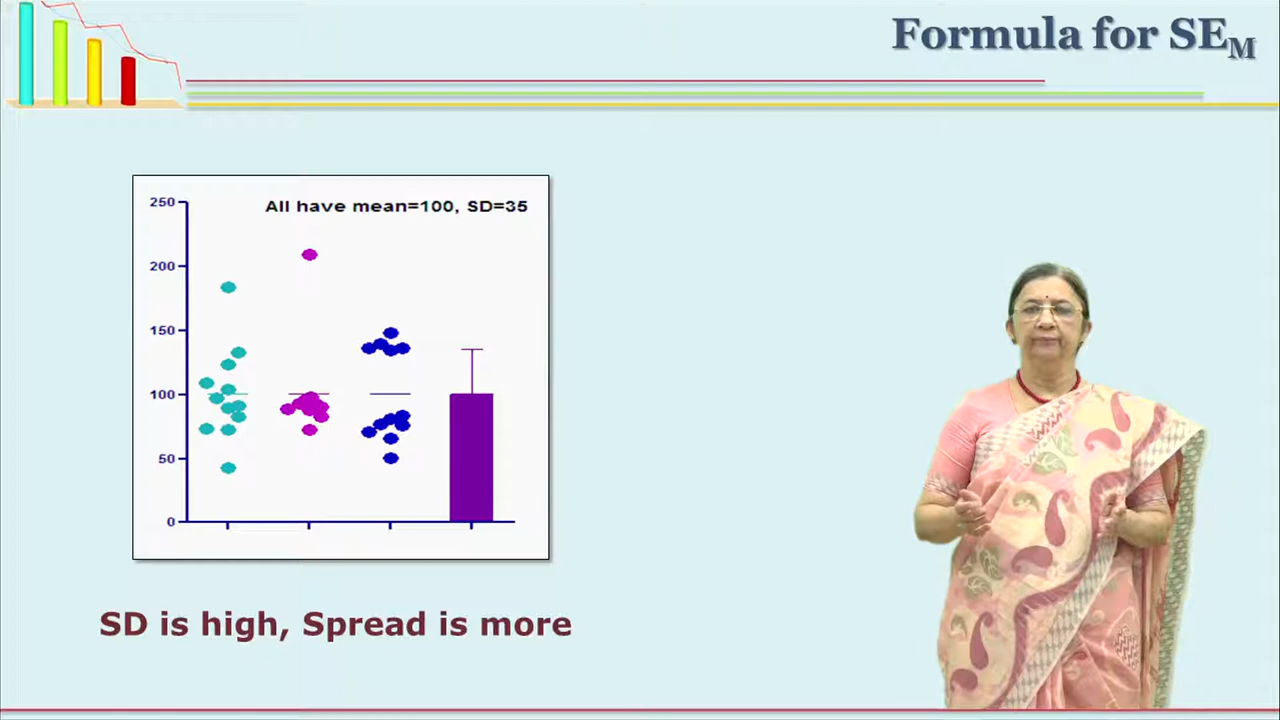 Formula for SEM
All have mean=100, SD=35
250
200
150
100
50
0
SD is high, Spread is more